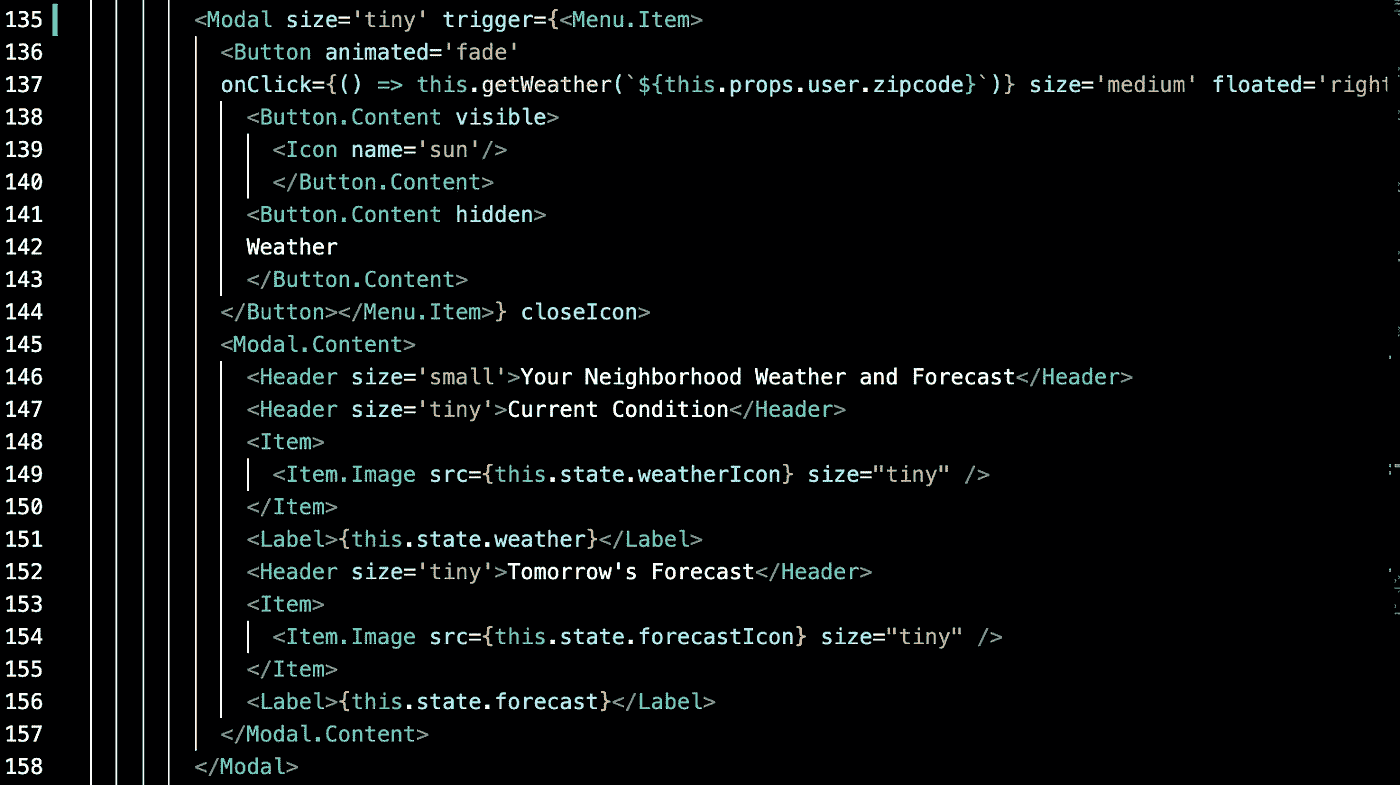 135 <Modal size='tiny' trigger={<Menu.Item>
136 <Button animated='fade'
137 onClick={() => this.getWeather(`${this.props.user.zipcode}`)} size='medium' floated='right
138 <Button.Content visible>
139 <Icon name='sun'/>
140 </Button.Content>
141 <Button.Content hidden>
142 Weather
143 </Button.Content>
144 </Button></Menu.Item>} closeIcon>
145 <Modal.Content>
146 <Header size='small'>Your Neighborhood Weather and Forecast</Header>
147 <Header size='tiny'>Current Condition</Header>
148 <Item>
149 <Item.Image src={this.state.weatherIcon} size="tiny" />
150 </Item>
151 <Label>{this.state.weather}</Label>
152 <Header size='tiny'>Tomorrow's Forecast</Header>
153 <Item>
154 <Item.Image src={this.state.forecastIcon} size="tiny" />
155 </Item>
156 <Label>{this.state.forecast}</Label>
157 </Modal.Content>
158 </Modal>